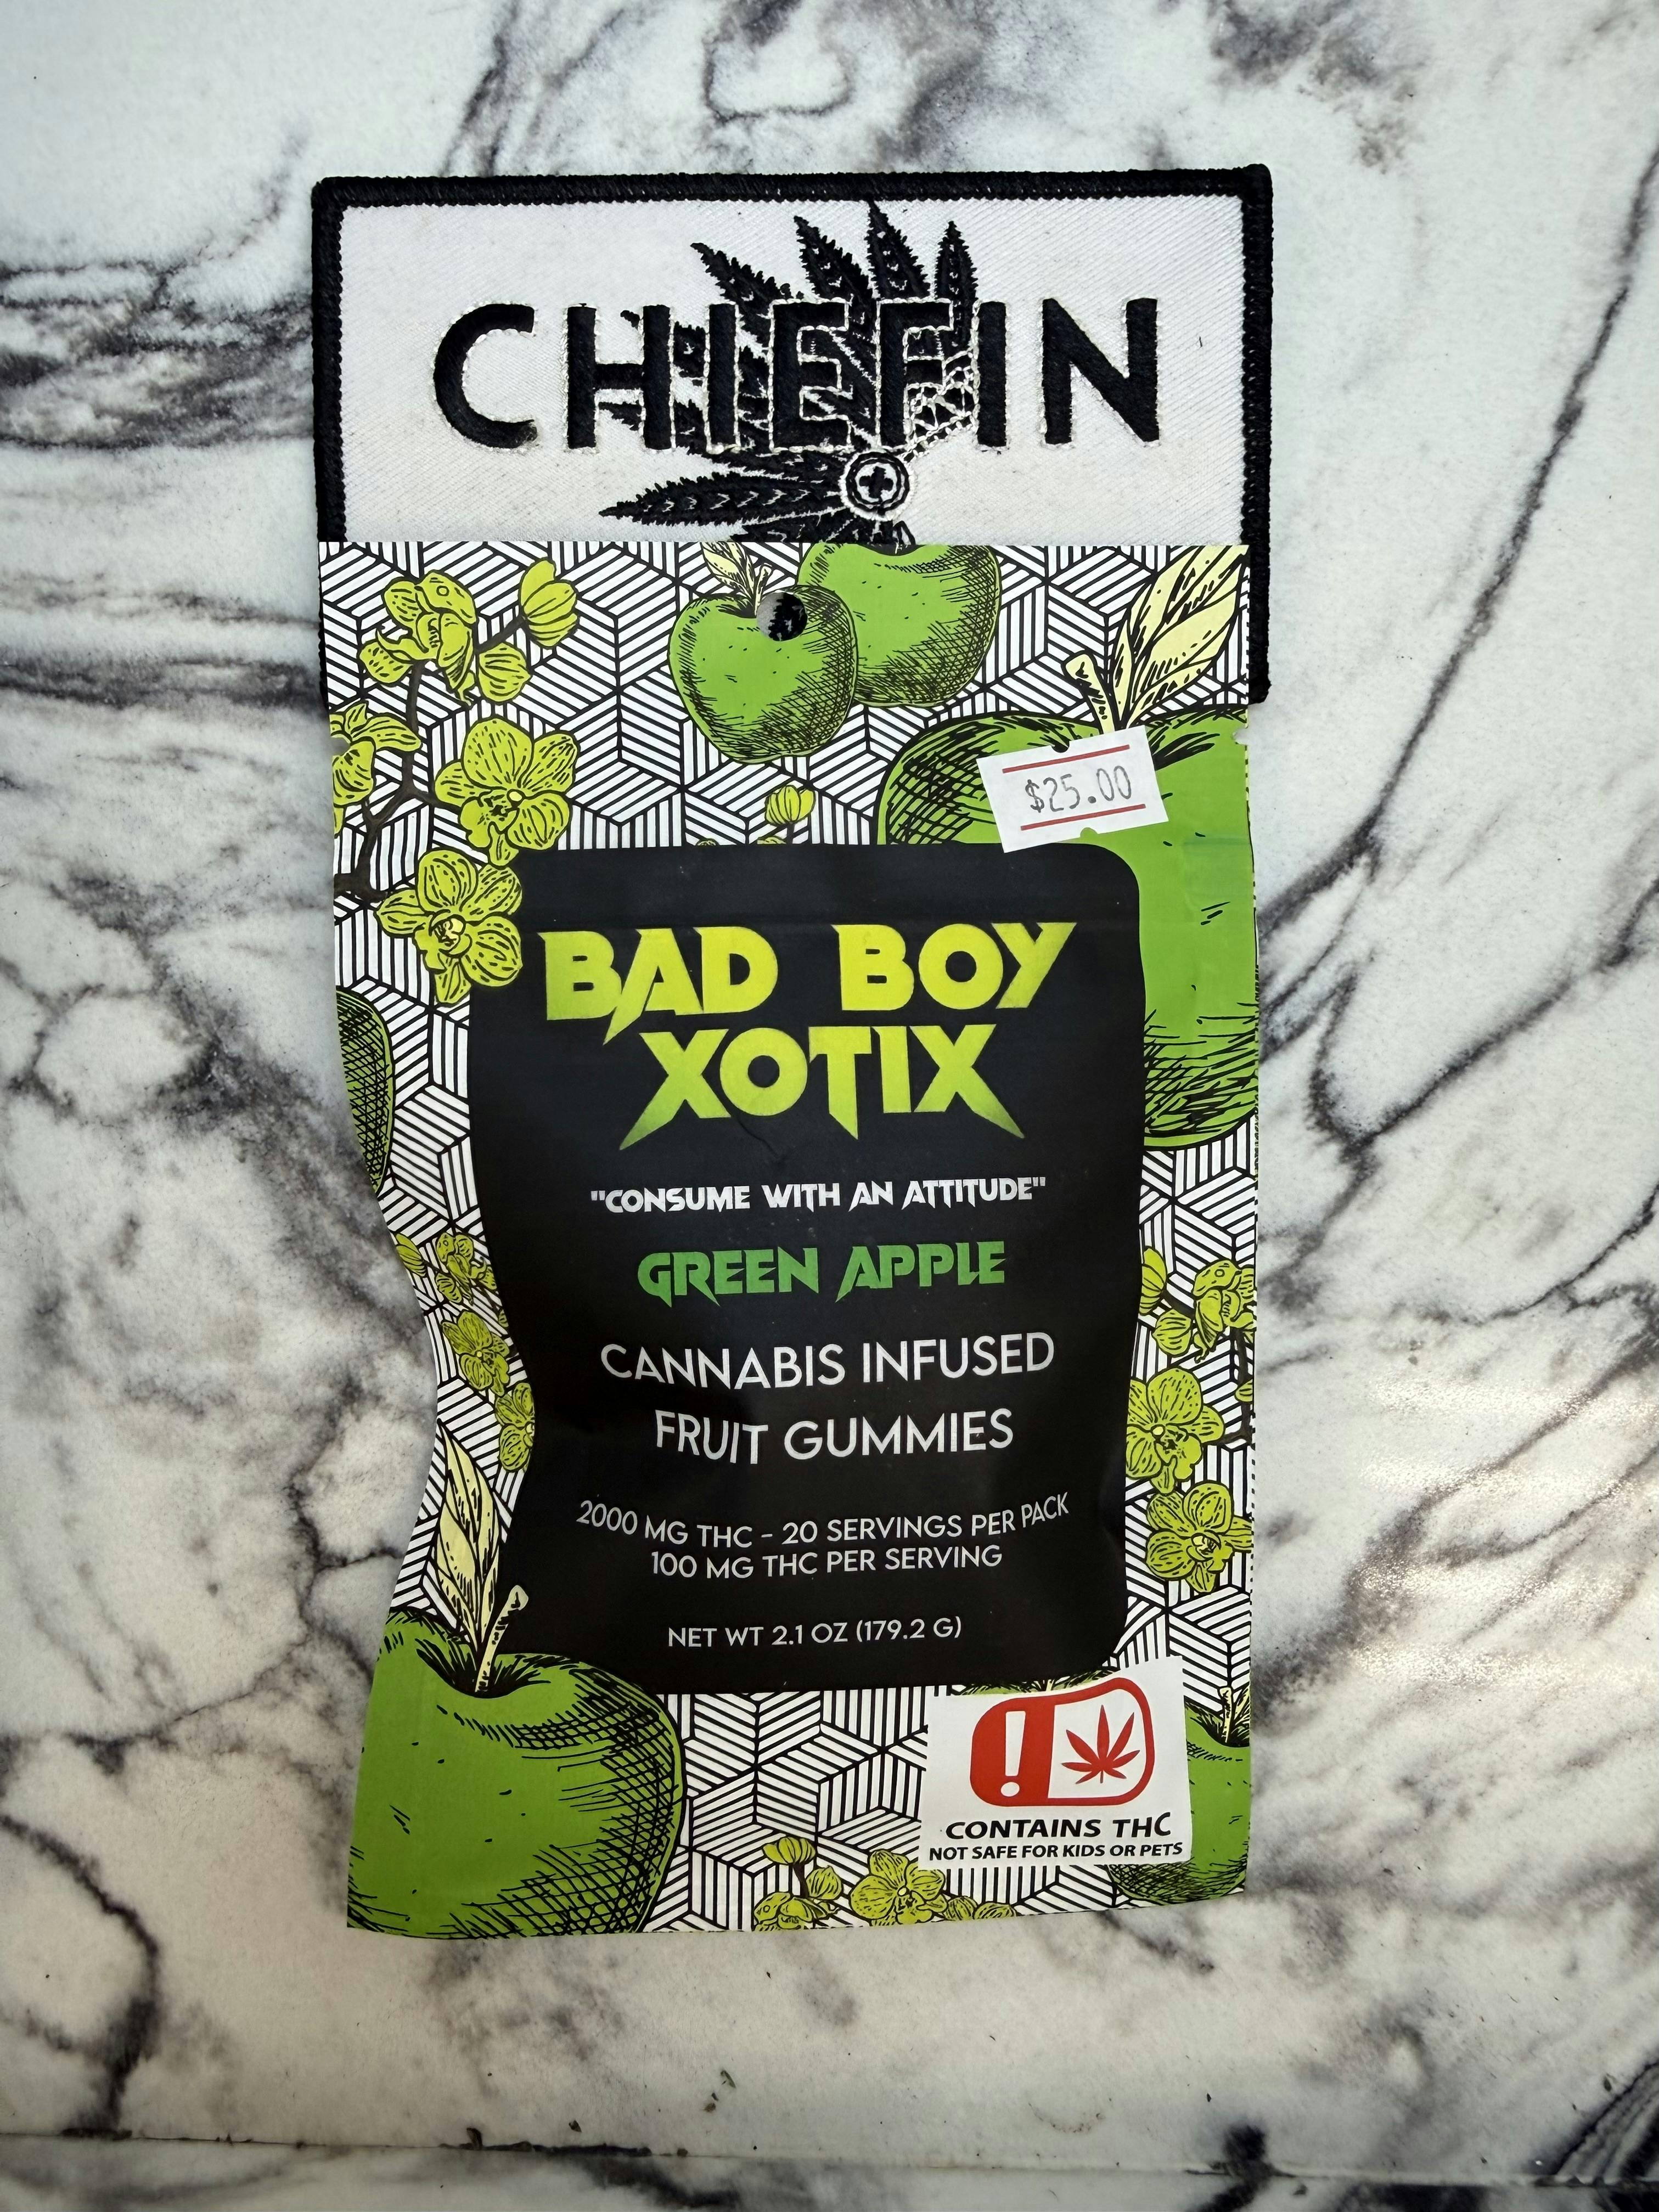 CHIEFIN
$25.00
BAD BOY
XOTIX
"CONSUME WITH AN ATTITUDE"
GREEN APPLE
CANNABIS INFUSED
FRUIT GUMMIES
2000 MG THC - 20 SERVINGS PER PACK
100 MG THC PER SERVING
NET WT 2.1 OZ (179.2 G)
!
CONTAINS THC
NOT SAFE FOR KIDS OR PETS